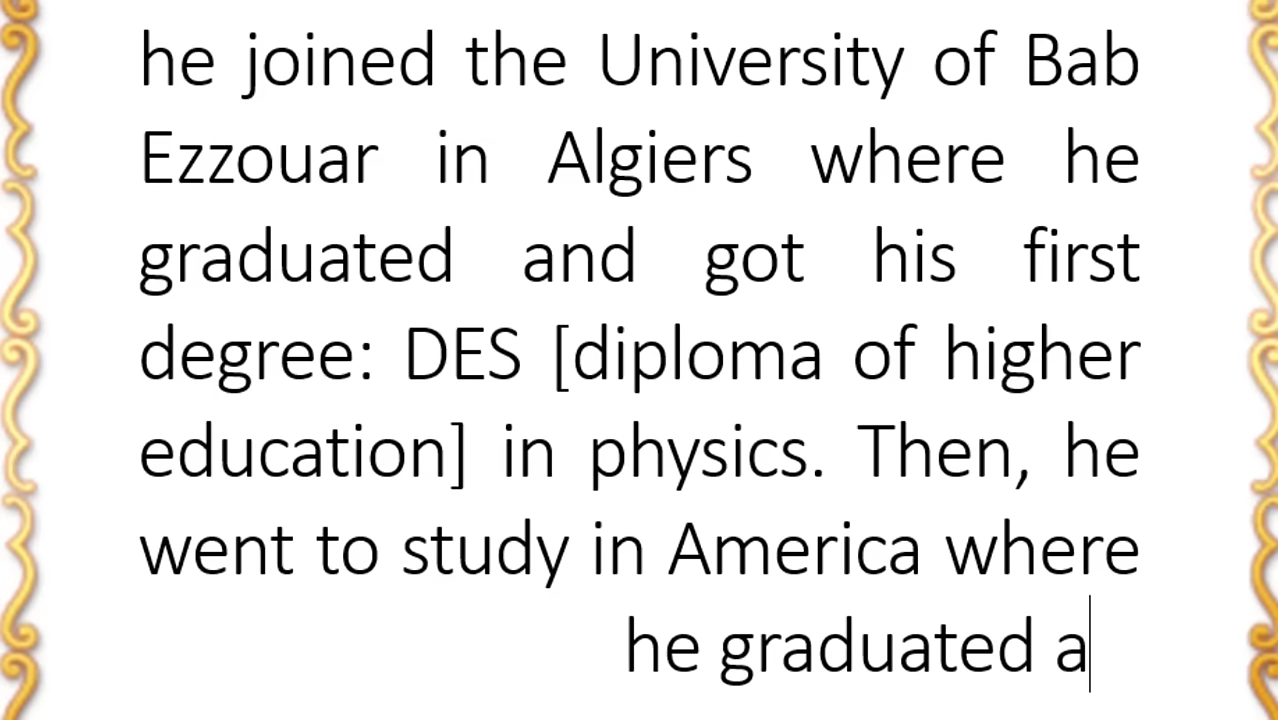 he joined the University of Bab
Ezzouar in Algiers where he
graduated and got his first
degree: DES [diploma of higher
education] in physics. Then, he
went to study in America where
he graduated a